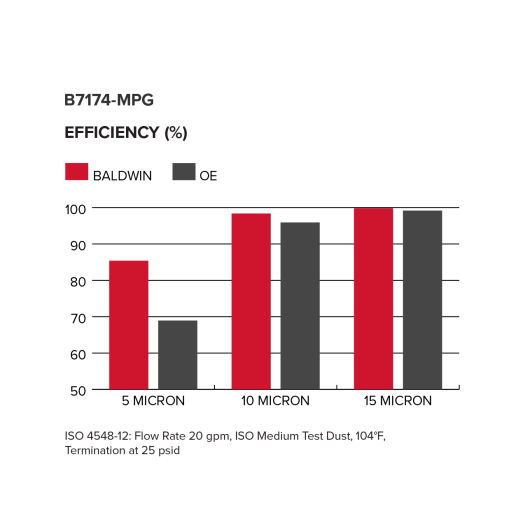 B7174-MPG
EFFICIENCY (%)
BALDWIN OE
100
90
80
70
60
50
5 MICRON 10 MICRON 15 MICRON
ISO 4548-12: Flow Rate 20 gpm, ISO Medium Test Dust, 104°F,
Termination at 25 psid